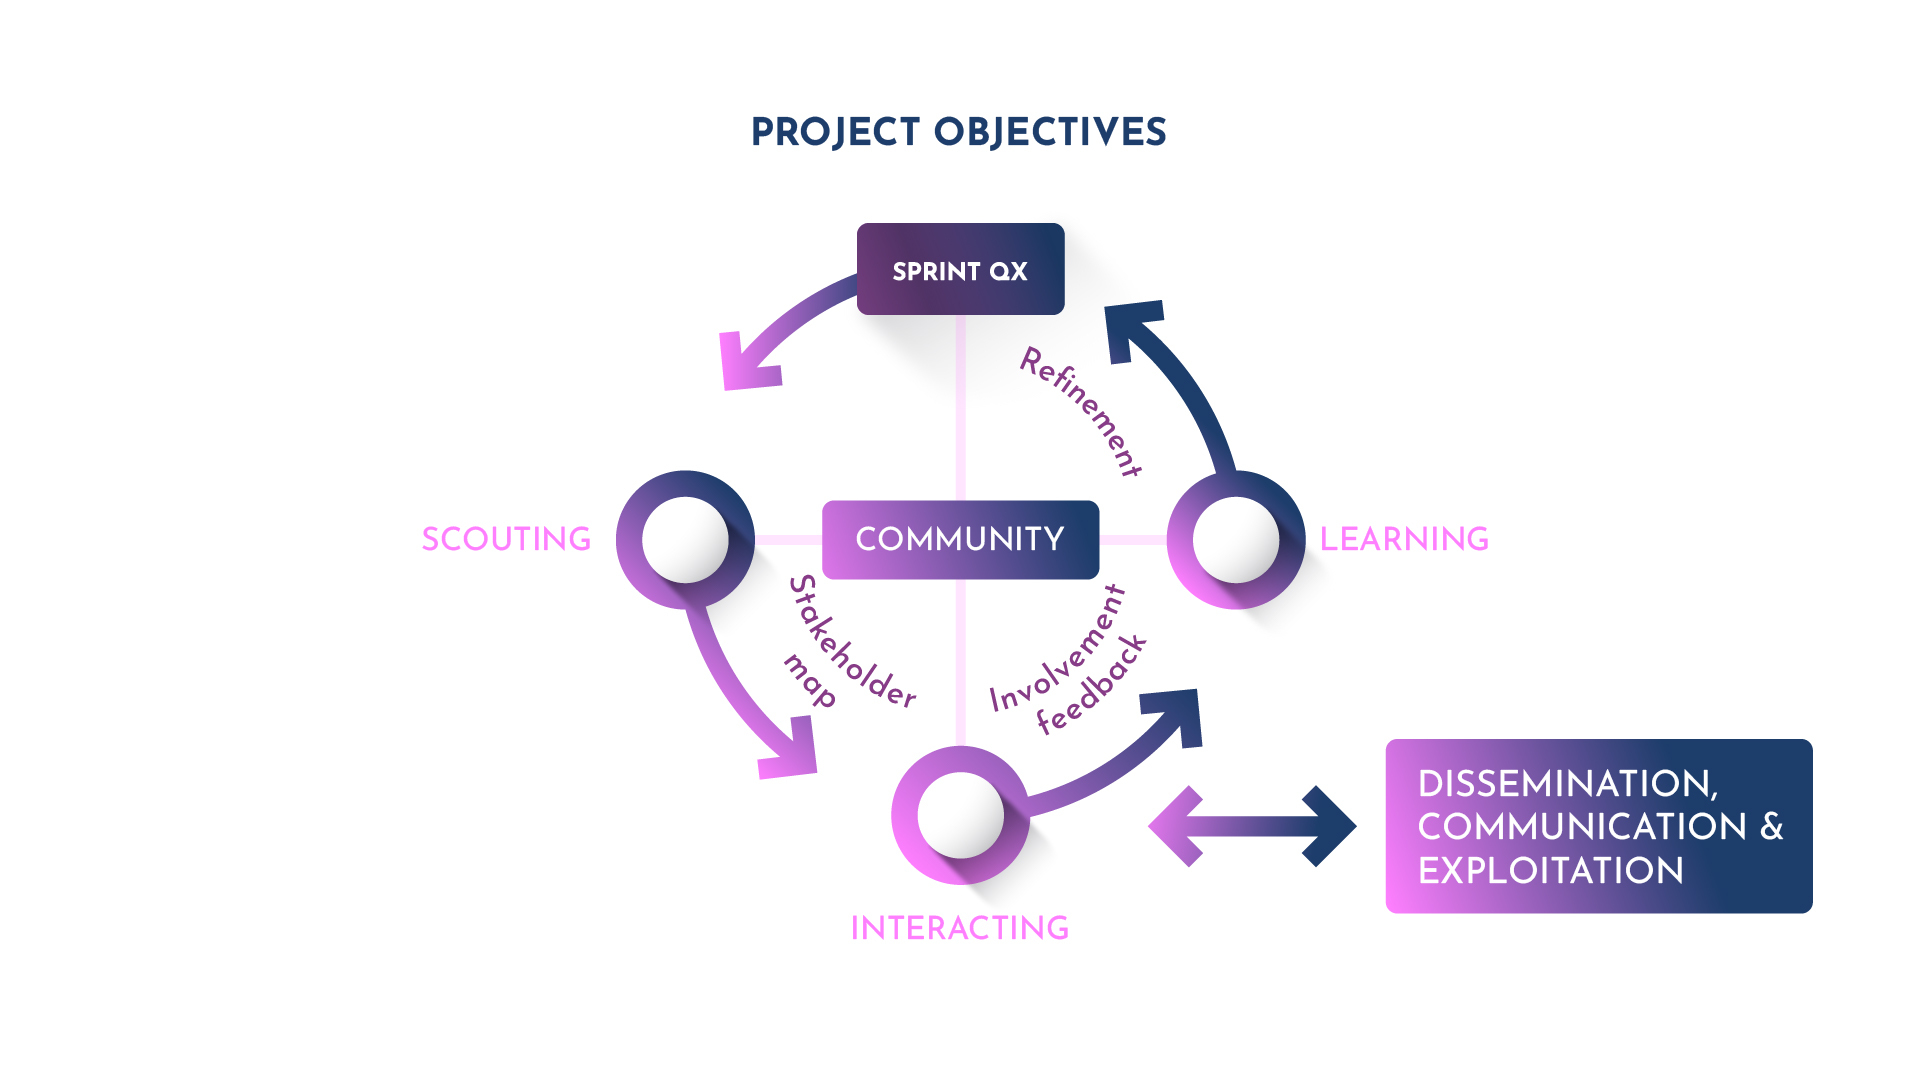 PROJECT OBJECTIVES
SPRINT QX
Refinement
SCOUTING
COMMUNITY
LEARNING
Stakeholder
map
Involvement
feedback
DISSEMINATION,
COMMUNICATION &
EXPLOITATION
INTERACTING